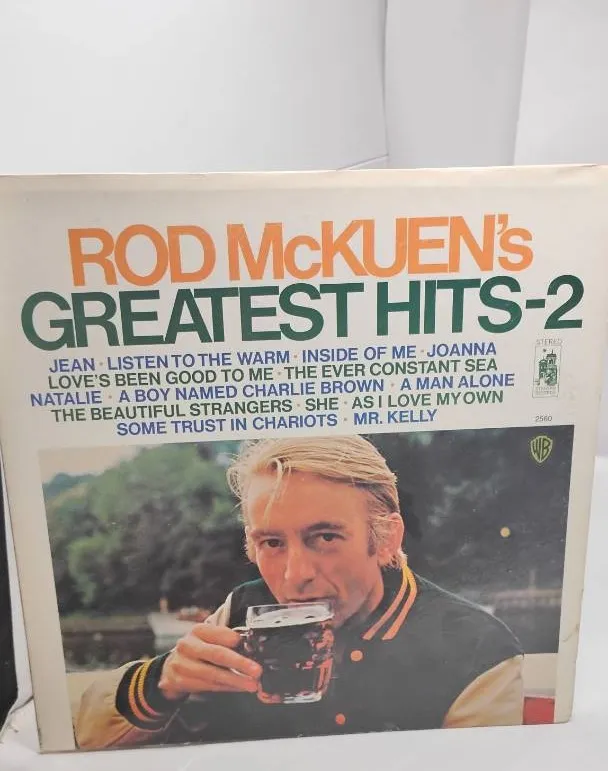 ROD McKUEN's
GREATEST HITS-2
JEAN · LISTEN TO THE WARM · INSIDE OF ME · JOANNA
LOVE'S BEEN GOOD TO ME · THE EVER CONSTANT SEA
NATALIE · A BOY NAMED CHARLIE BROWN · A MAN ALONE
THE BEAUTIFUL STRANGERS · SHE · AS I LOVE MY OWN
SOME TRUST IN CHARIOTS · MR. KELLY
STEREO
2560
WB